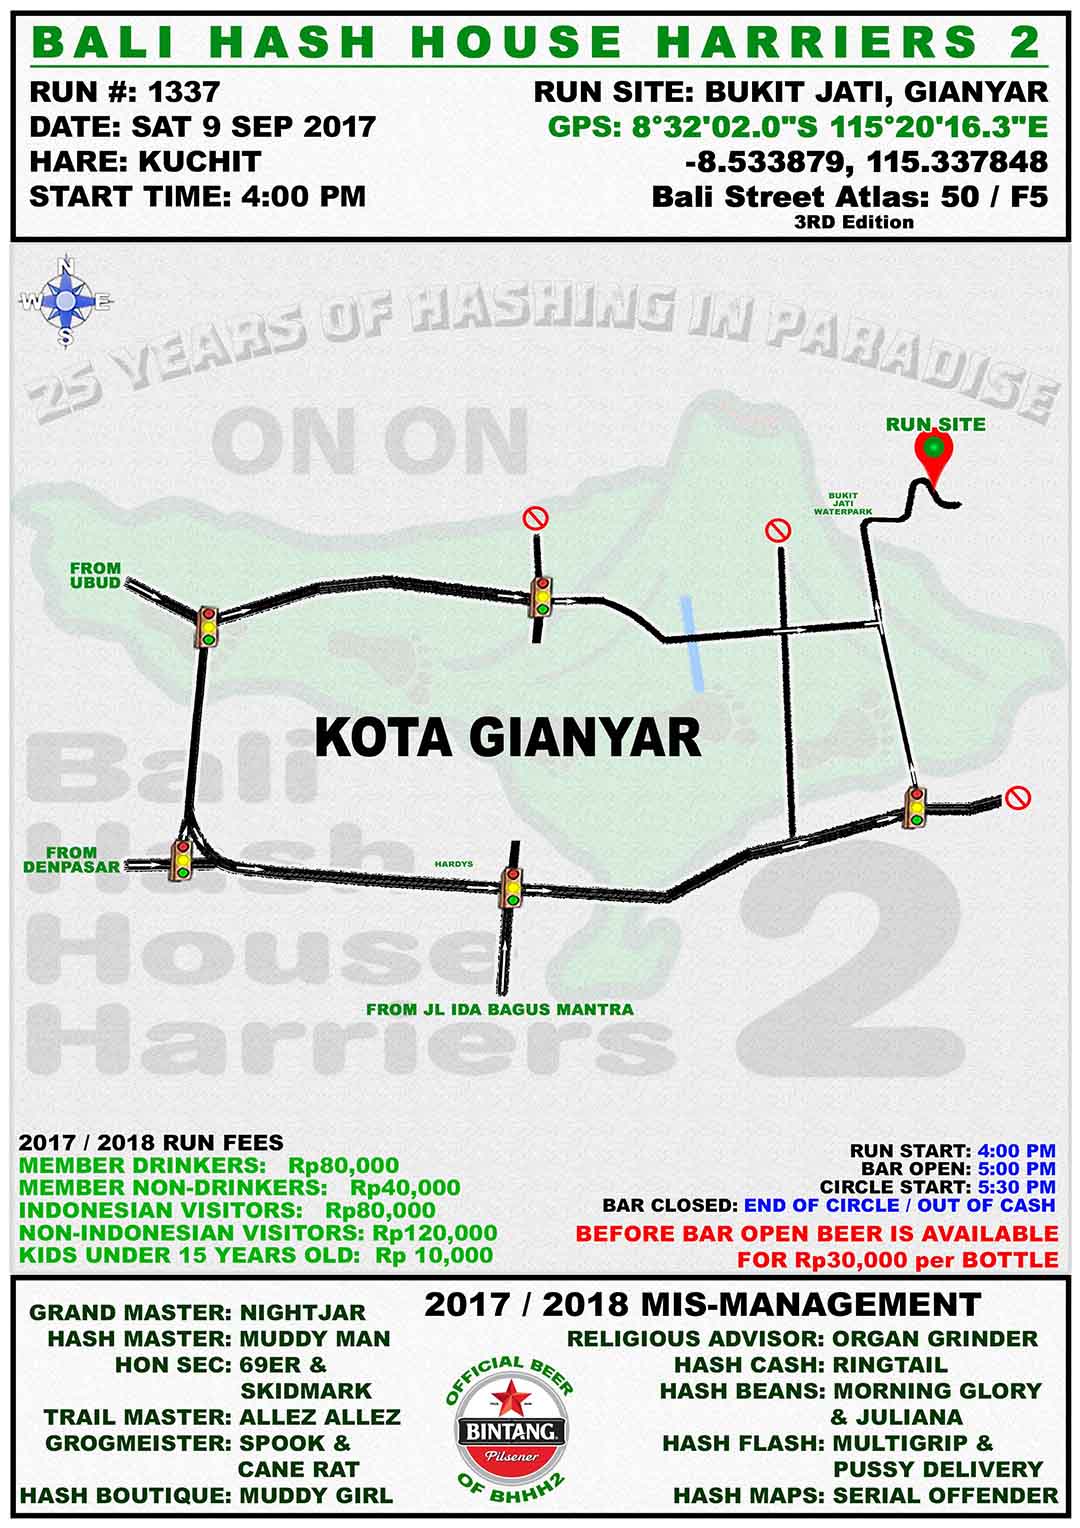 BALI HASH HOUSE HARRIERS 2
RUN #: 1337
DATE: SAT 9 SEP 2017
HARE: KUCHIT
START TIME: 4:00 PM
RUN SITE: BUKIT JATI, GIANYAR
GPS: 8°32'02.0"S 115°20'16.3"E
-8.533879, 115.337848
Bali Street Atlas: 50 / F5
3RD Edition
N
W E
S
25 YEARS OF HASHING IN PARADISE
ON ON
RUN SITE
BUKIT
JATI
WATERPARK
FROM
UBUD
KOTA GIANYAR
FROM
DENPASAR
HARDYS
FROM JL IDA BAGUS MANTRA
Bali
Hash
House
Harriers 2
2017 / 2018 RUN FEES
MEMBER DRINKERS: Rp80,000
MEMBER NON-DRINKERS: Rp40,000
INDONESIAN VISITORS: Rp80,000
NON-INDONESIAN VISITORS: Rp120,000
KIDS UNDER 15 YEARS OLD: Rp 10,000
RUN START: 4:00 PM
BAR OPEN: 5:00 PM
CIRCLE START: 5:30 PM
BAR CLOSED: END OF CIRCLE / OUT OF CASH
BEFORE BAR OPEN BEER IS AVAILABLE
FOR Rp30,000 per BOTTLE
2017 / 2018 MIS-MANAGEMENT
GRAND MASTER: NIGHTJAR
HASH MASTER: MUDDY MAN
HON SEC: 69ER &
SKIDMARK
TRAIL MASTER: ALLEZ ALLEZ
GROGMEISTER: SPOOK &
CANE RAT
HASH BOUTIQUE: MUDDY GIRL
OFFICIAL BEER
BINTANG
Pilsener
OF BHHH2
RELIGIOUS ADVISOR: ORGAN GRINDER
HASH CASH: RINGTAIL
HASH BEANS: MORNING GLORY
& JULIANA
HASH FLASH: MULTIGRIP &
PUSSY DELIVERY
HASH MAPS: SERIAL OFFENDER